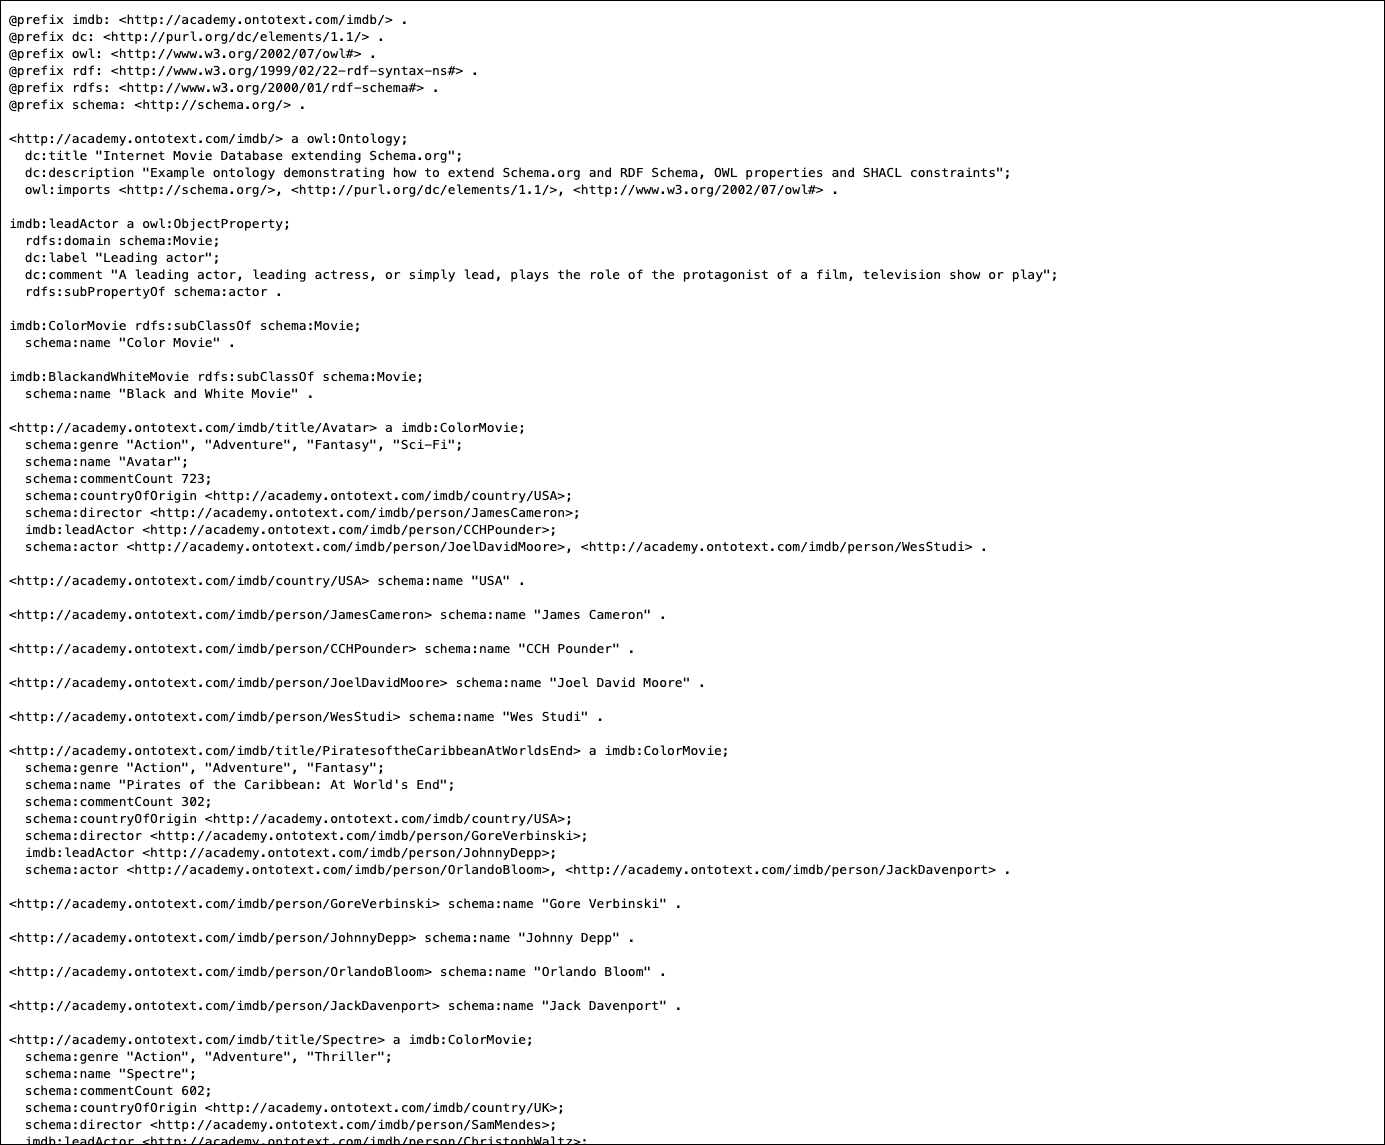 @prefix imdb: <http://academy.ontotext.com/imdb/> .
@prefix dc: <http://purl.org/dc/elements/1.1/> .
@prefix owl: <http://www.w3.org/2002/07/owl#> .
@prefix rdf: <http://www.w3.org/1999/02/22-rdf-syntax-ns#> .
@prefix rdfs: <http://www.w3.org/2000/01/rdf-schema#> .
@prefix schema: <http://schema.org/> .

<http://academy.ontotext.com/imdb/> a owl:Ontology;
  dc:title "Internet Movie Database extending Schema.org";
  dc:description "Example ontology demonstrating how to extend Schema.org and RDF Schema, OWL properties and SHACL constraints";
  owl:imports <http://schema.org/>, <http://purl.org/dc/elements/1.1/>, <http://www.w3.org/2002/07/owl#> .

imdb:leadActor a owl:ObjectProperty;
  rdfs:domain schema:Movie;
  dc:label "Leading actor";
  dc:comment "A leading actor, leading actress, or simply lead, plays the role of the protagonist of a film, television show or play";
  rdfs:subPropertyOf schema:actor .

imdb:ColorMovie rdfs:subClassOf schema:Movie;
  schema:name "Color Movie" .

imdb:BlackandWhiteMovie rdfs:subClassOf schema:Movie;
  schema:name "Black and White Movie" .

<http://academy.ontotext.com/imdb/title/Avatar> a imdb:ColorMovie;
  schema:genre "Action", "Adventure", "Fantasy", "Sci-Fi";
  schema:name "Avatar";
  schema:commentCount 723;
  schema:countryOfOrigin <http://academy.ontotext.com/imdb/country/USA>;
  schema:director <http://academy.ontotext.com/imdb/person/JamesCameron>;
  imdb:leadActor <http://academy.ontotext.com/imdb/person/CCHPounder>;
  schema:actor <http://academy.ontotext.com/imdb/person/JoelDavidMoore>, <http://academy.ontotext.com/imdb/person/WesStudi> .

<http://academy.ontotext.com/imdb/country/USA> schema:name "USA" .

<http://academy.ontotext.com/imdb/person/JamesCameron> schema:name "James Cameron" .

<http://academy.ontotext.com/imdb/person/CCHPounder> schema:name "CCH Pounder" .

<http://academy.ontotext.com/imdb/person/JoelDavidMoore> schema:name "Joel David Moore" .

<http://academy.ontotext.com/imdb/person/WesStudi> schema:name "Wes Studi" .

<http://academy.ontotext.com/imdb/title/PiratesoftheCaribbeanAtWorldsEnd> a imdb:ColorMovie;
  schema:genre "Action", "Adventure", "Fantasy";
  schema:name "Pirates of the Caribbean: At World's End";
  schema:commentCount 302;
  schema:countryOfOrigin <http://academy.ontotext.com/imdb/country/USA>;
  schema:director <http://academy.ontotext.com/imdb/person/GoreVerbinski>;
  imdb:leadActor <http://academy.ontotext.com/imdb/person/JohnnyDepp>;
  schema:actor <http://academy.ontotext.com/imdb/person/OrlandoBloom>, <http://academy.ontotext.com/imdb/person/JackDavenport> .

<http://academy.ontotext.com/imdb/person/GoreVerbinski> schema:name "Gore Verbinski" .

<http://academy.ontotext.com/imdb/person/JohnnyDepp> schema:name "Johnny Depp" .

<http://academy.ontotext.com/imdb/person/OrlandoBloom> schema:name "Orlando Bloom" .

<http://academy.ontotext.com/imdb/person/JackDavenport> schema:name "Jack Davenport" .

<http://academy.ontotext.com/imdb/title/Spectre> a imdb:ColorMovie;
  schema:genre "Action", "Adventure", "Thriller";
  schema:name "Spectre";
  schema:commentCount 602;
  schema:countryOfOrigin <http://academy.ontotext.com/imdb/country/UK>;
  schema:director <http://academy.ontotext.com/imdb/person/SamMendes>;
  imdb:leadActor <http://academy.ontotext.com/imdb/person/ChristophWaltz>;